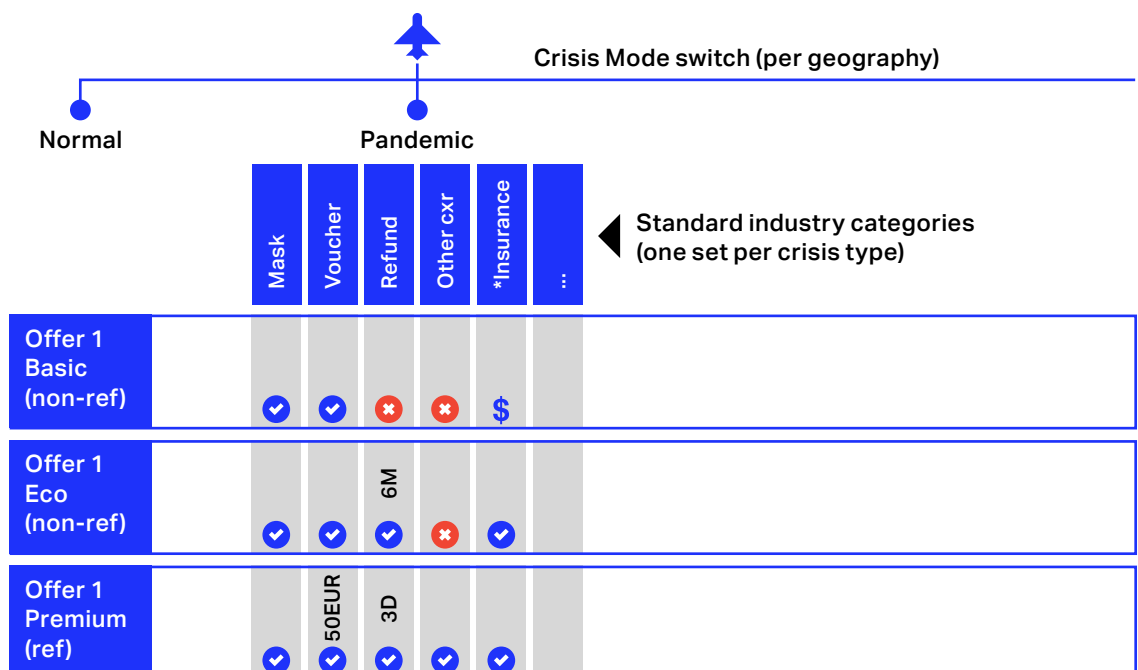 Crisis Mode switch (per geography)
Normal
Pandemic
Mask
Voucher
Refund
Other cxr
*Insurance
...
Standard industry categories
(one set per crisis type)
Offer 1
Basic
(non-ref)
$
Offer 1
Eco
(non-ref)
6M
Offer 1
Premium
(ref)
50EUR
3D